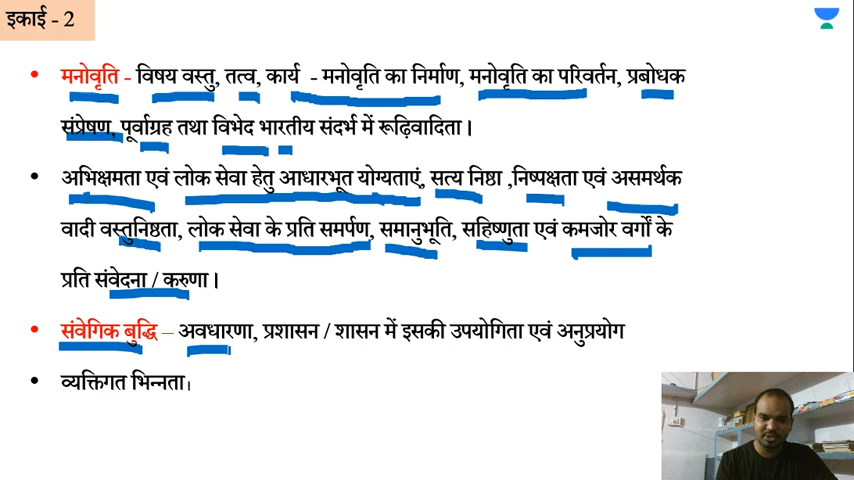 इकाई - 2
• मनोवृति - विषय वस्तु, तत्व, कार्य - मनोवृति का निर्माण, मनोवृति का परिवर्तन, प्रबोधक
संप्रेषण, पूर्वाग्रह तथा विभेद भारतीय संदर्भ में रूढ़िवादिता।
• अभिक्षमता एवं लोक सेवा हेतु आधारभूत योग्यताएं, सत्य निष्ठा ,निष्पक्षता एवं असमर्थक
वादी वस्तुनिष्ठता, लोक सेवा के प्रति समर्पण, समानुभूति, सहिष्णुता एवं कमजोर वर्गों के
प्रति संवेदना / करुणा।
• संवेगिक बुद्धि – अवधारणा, प्रशासन / शासन में इसकी उपयोगिता एवं अनुप्रयोग
• व्यक्तिगत भिन्नता।